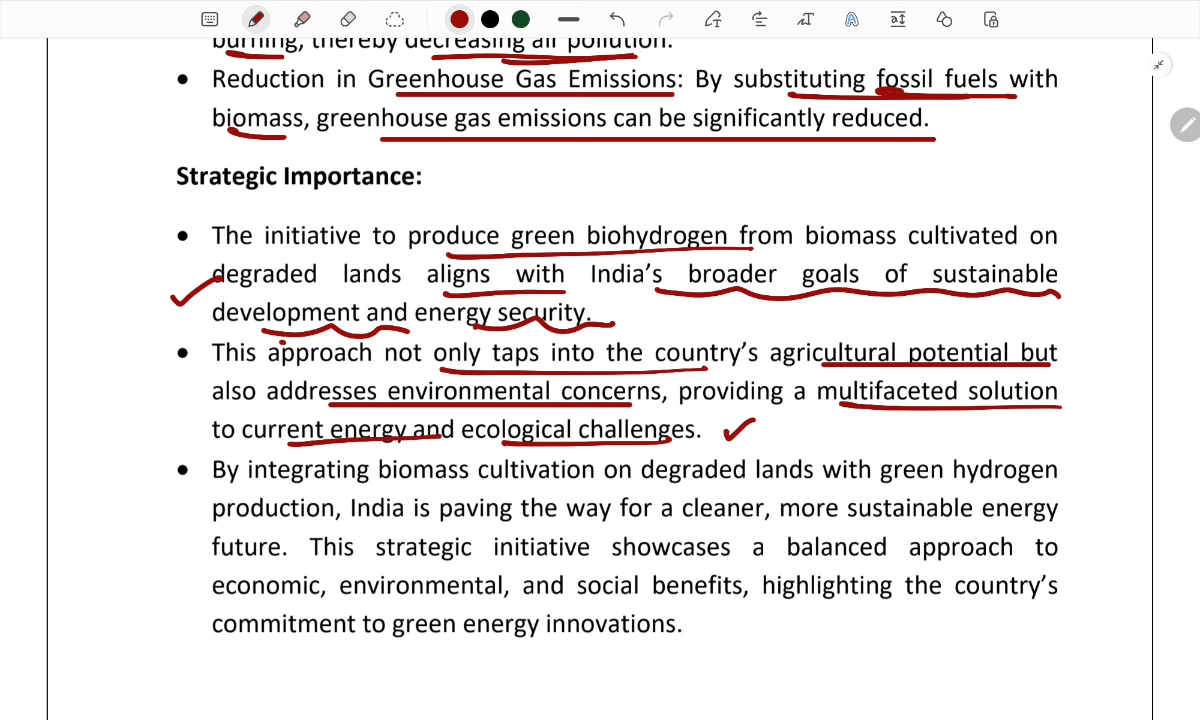 burning, thereby decreasing air pollution.
• Reduction in Greenhouse Gas Emissions: By substituting fossil fuels with
biomass, greenhouse gas emissions can be significantly reduced.
Strategic Importance:
• The initiative to produce green biohydrogen from biomass cultivated on
degraded lands aligns with India’s broader goals of sustainable
development and energy security.
• This approach not only taps into the country’s agricultural potential but
also addresses environmental concerns, providing a multifaceted solution
to current energy and ecological challenges.
• By integrating biomass cultivation on degraded lands with green hydrogen
production, India is paving the way for a cleaner, more sustainable energy
future. This strategic initiative showcases a balanced approach to
economic, environmental, and social benefits, highlighting the country’s
commitment to green energy innovations.